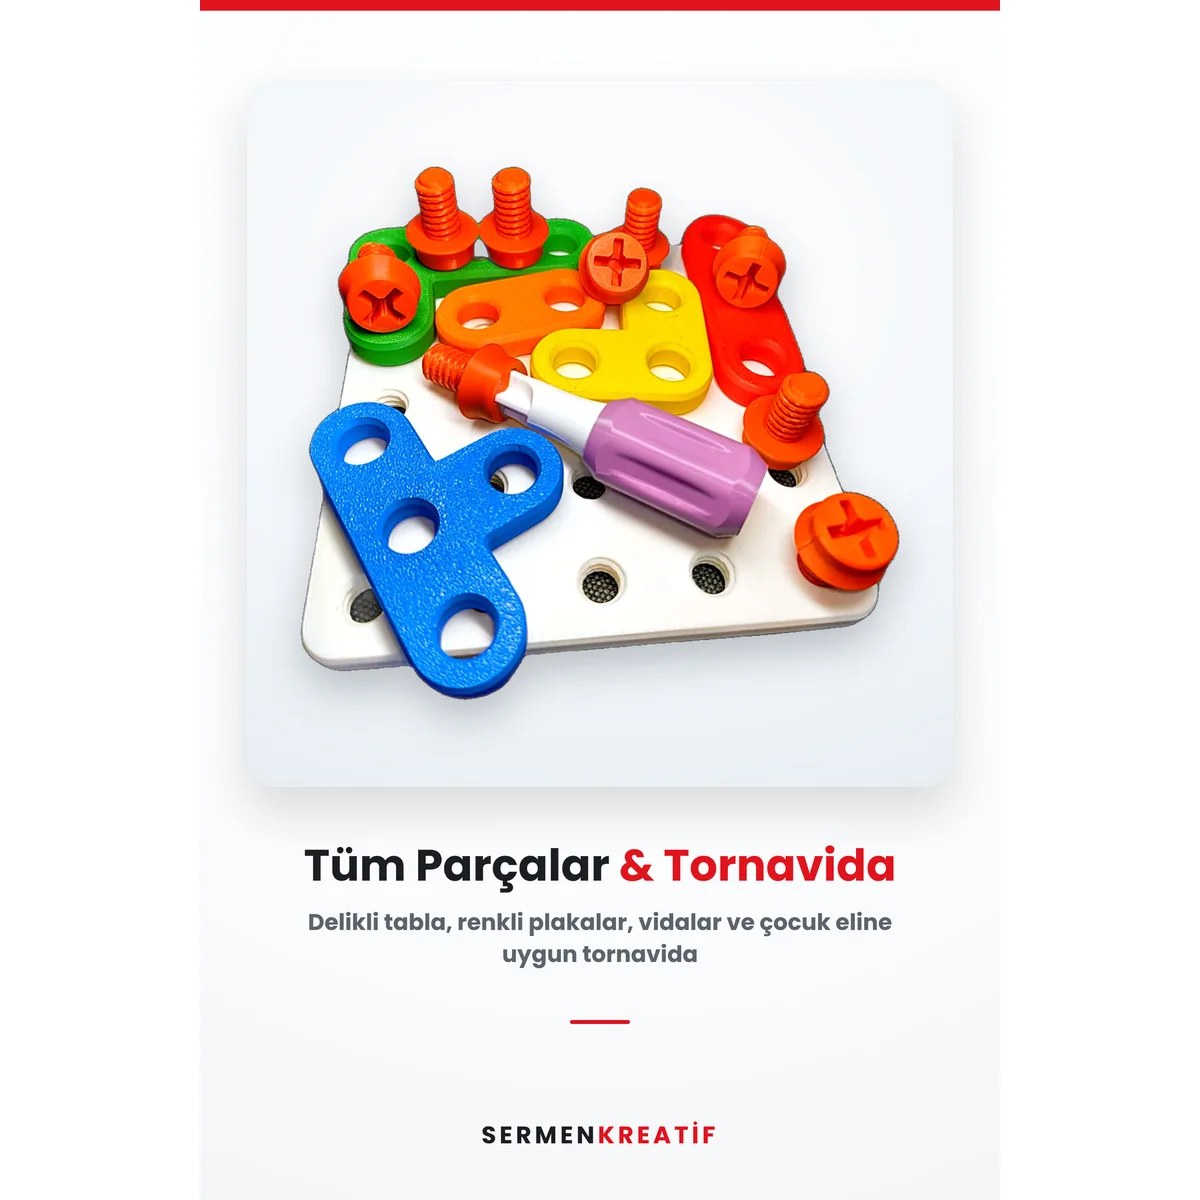 Tüm Parçalar & Tornavida
Delikli tabla, renkli plakalar, vidalar ve çocuk eline
uygun tornavida
SERMENKREATİF